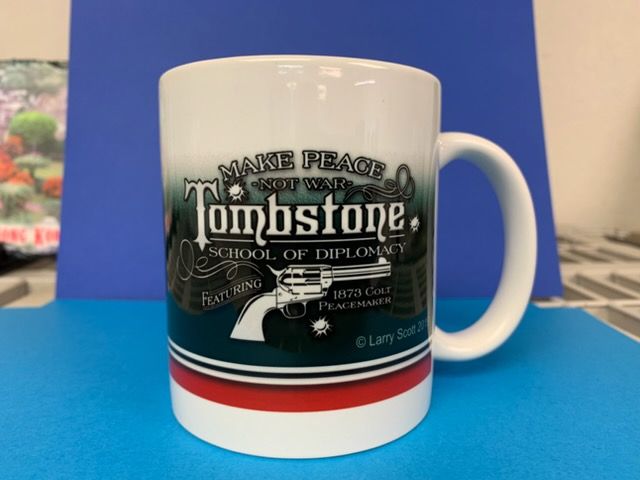 MAKE PEACE
-NOT WAR-
Tombstone
SCHOOL OF DIPLOMACY
FEATURING
1873 COLT
PEACEMAKER
© Larry Scott